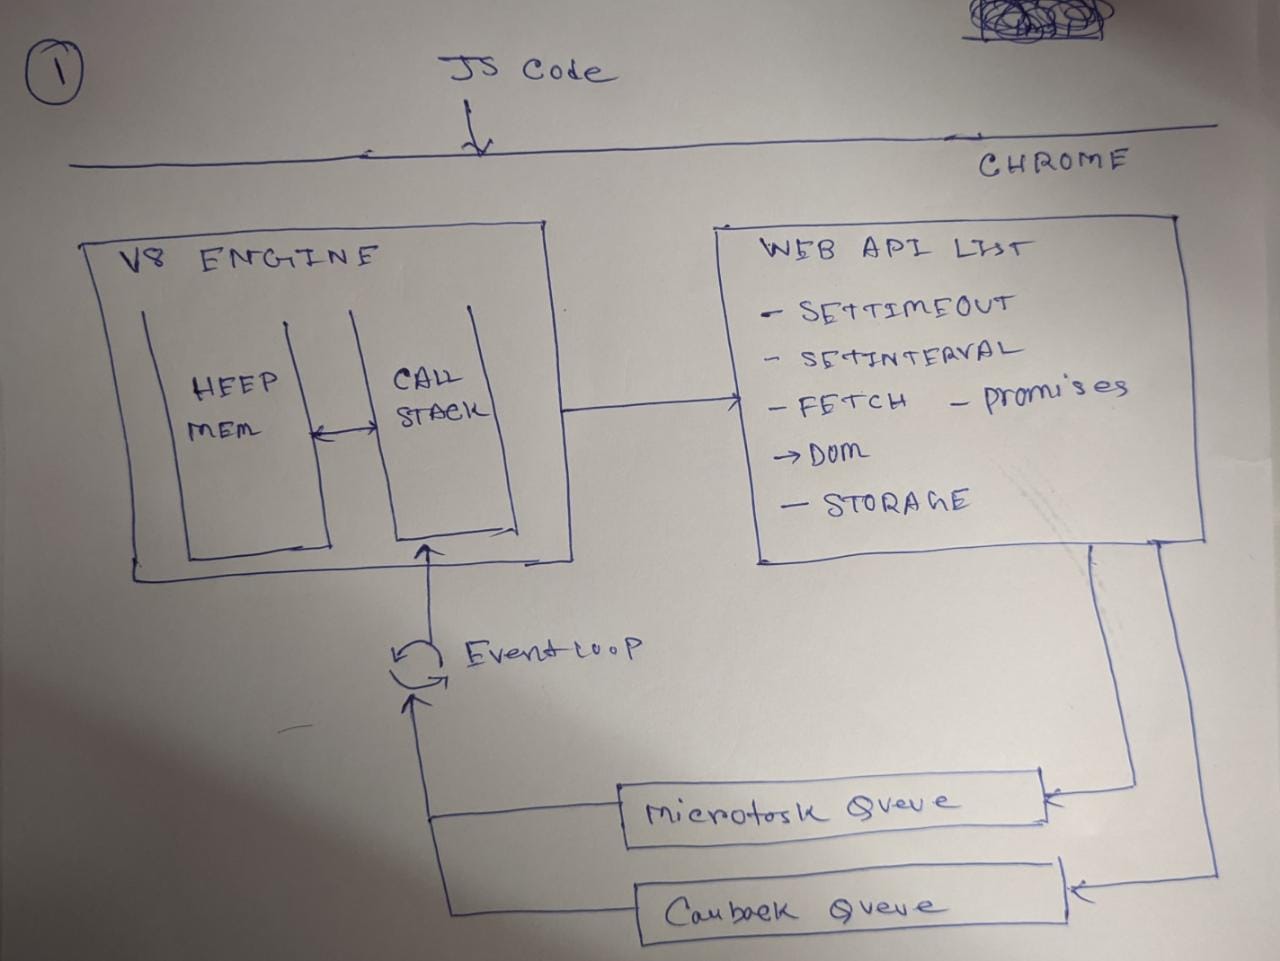 1
JS Code
CHROME
V8 ENGINE
HEEP
MEM
CALL
STACK
WEB API LIST
- SETTIMEOUT
- SETINTERVAL
- FETCH - Promises
→ DOM
- STORAGE
Event Loop
Microtask Queue
Callback Queue